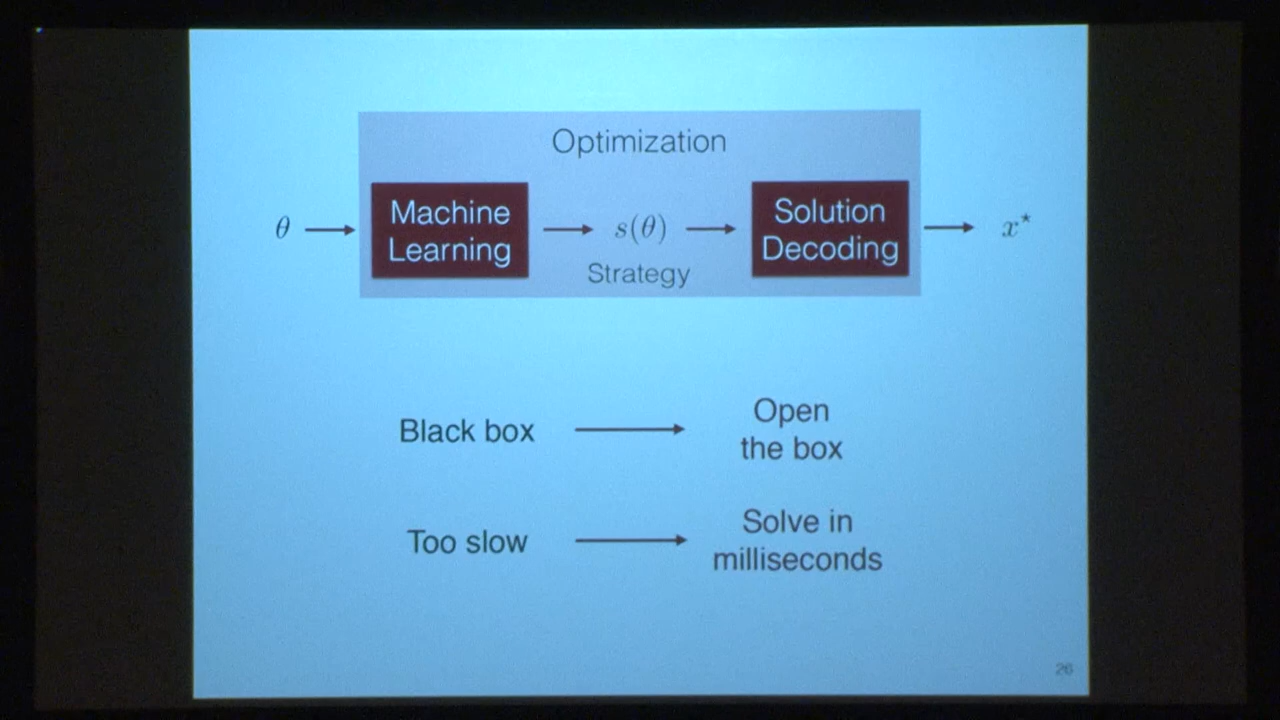 Optimization
θ → Machine Learning → s(θ) → Solution Decoding → x*
Strategy
Black box → Open the box
Too slow → Solve in milliseconds
26